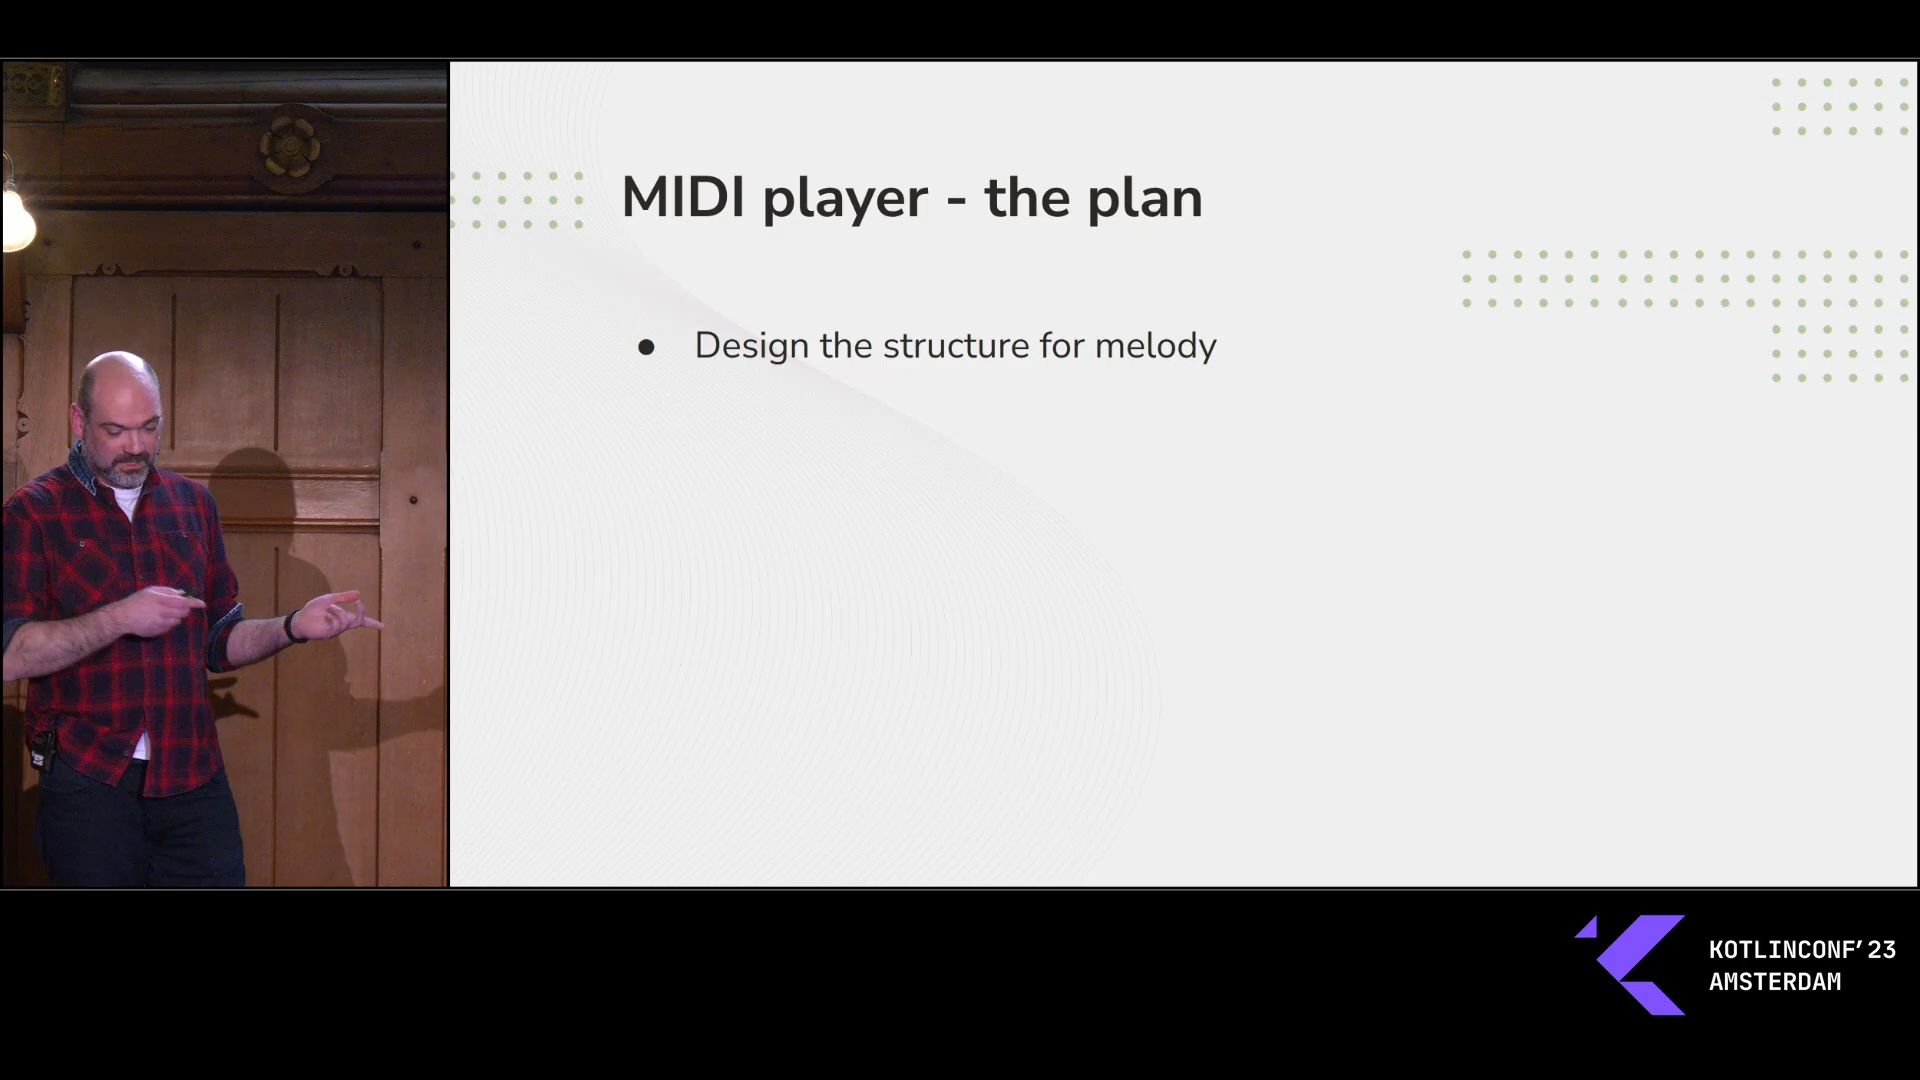 MIDI player - the plan
● Design the structure for melody
KOTLINCONF'23
AMSTERDAM